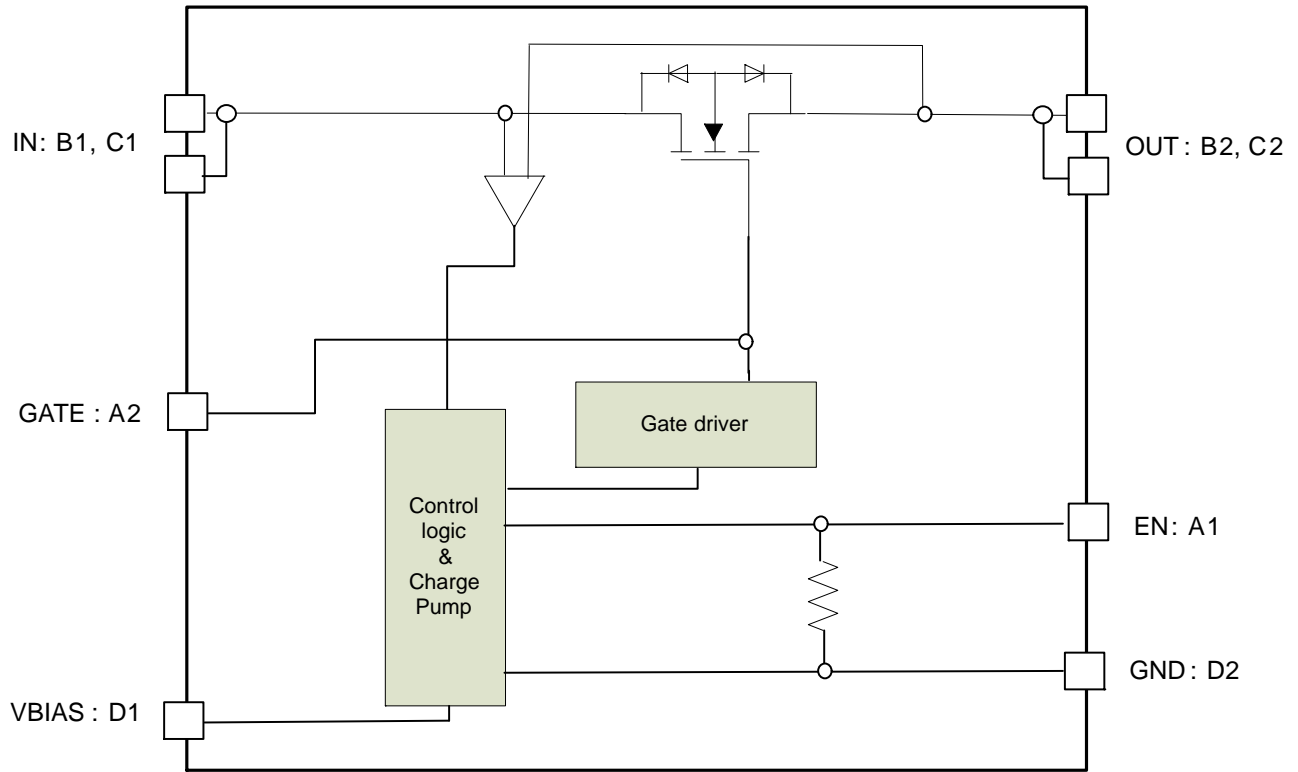 IN: B1, C1
OUT : B2, C2
GATE : A2
Gate driver
Control
logic
&
Charge
Pump
EN: A1
GND : D2
VBIAS : D1